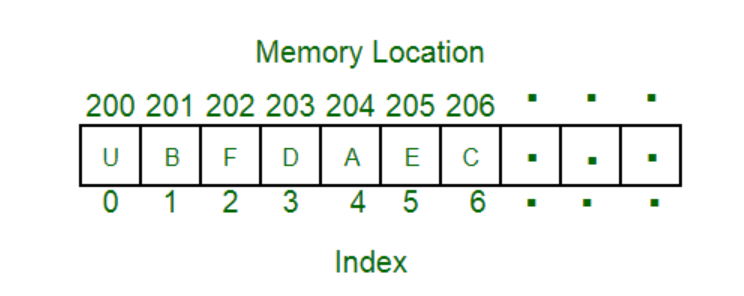 Memory Location
200 201 202 203 204 205 206 . . .
U B F D A E C . . .
0 1 2 3 4 5 6 . . .
Index